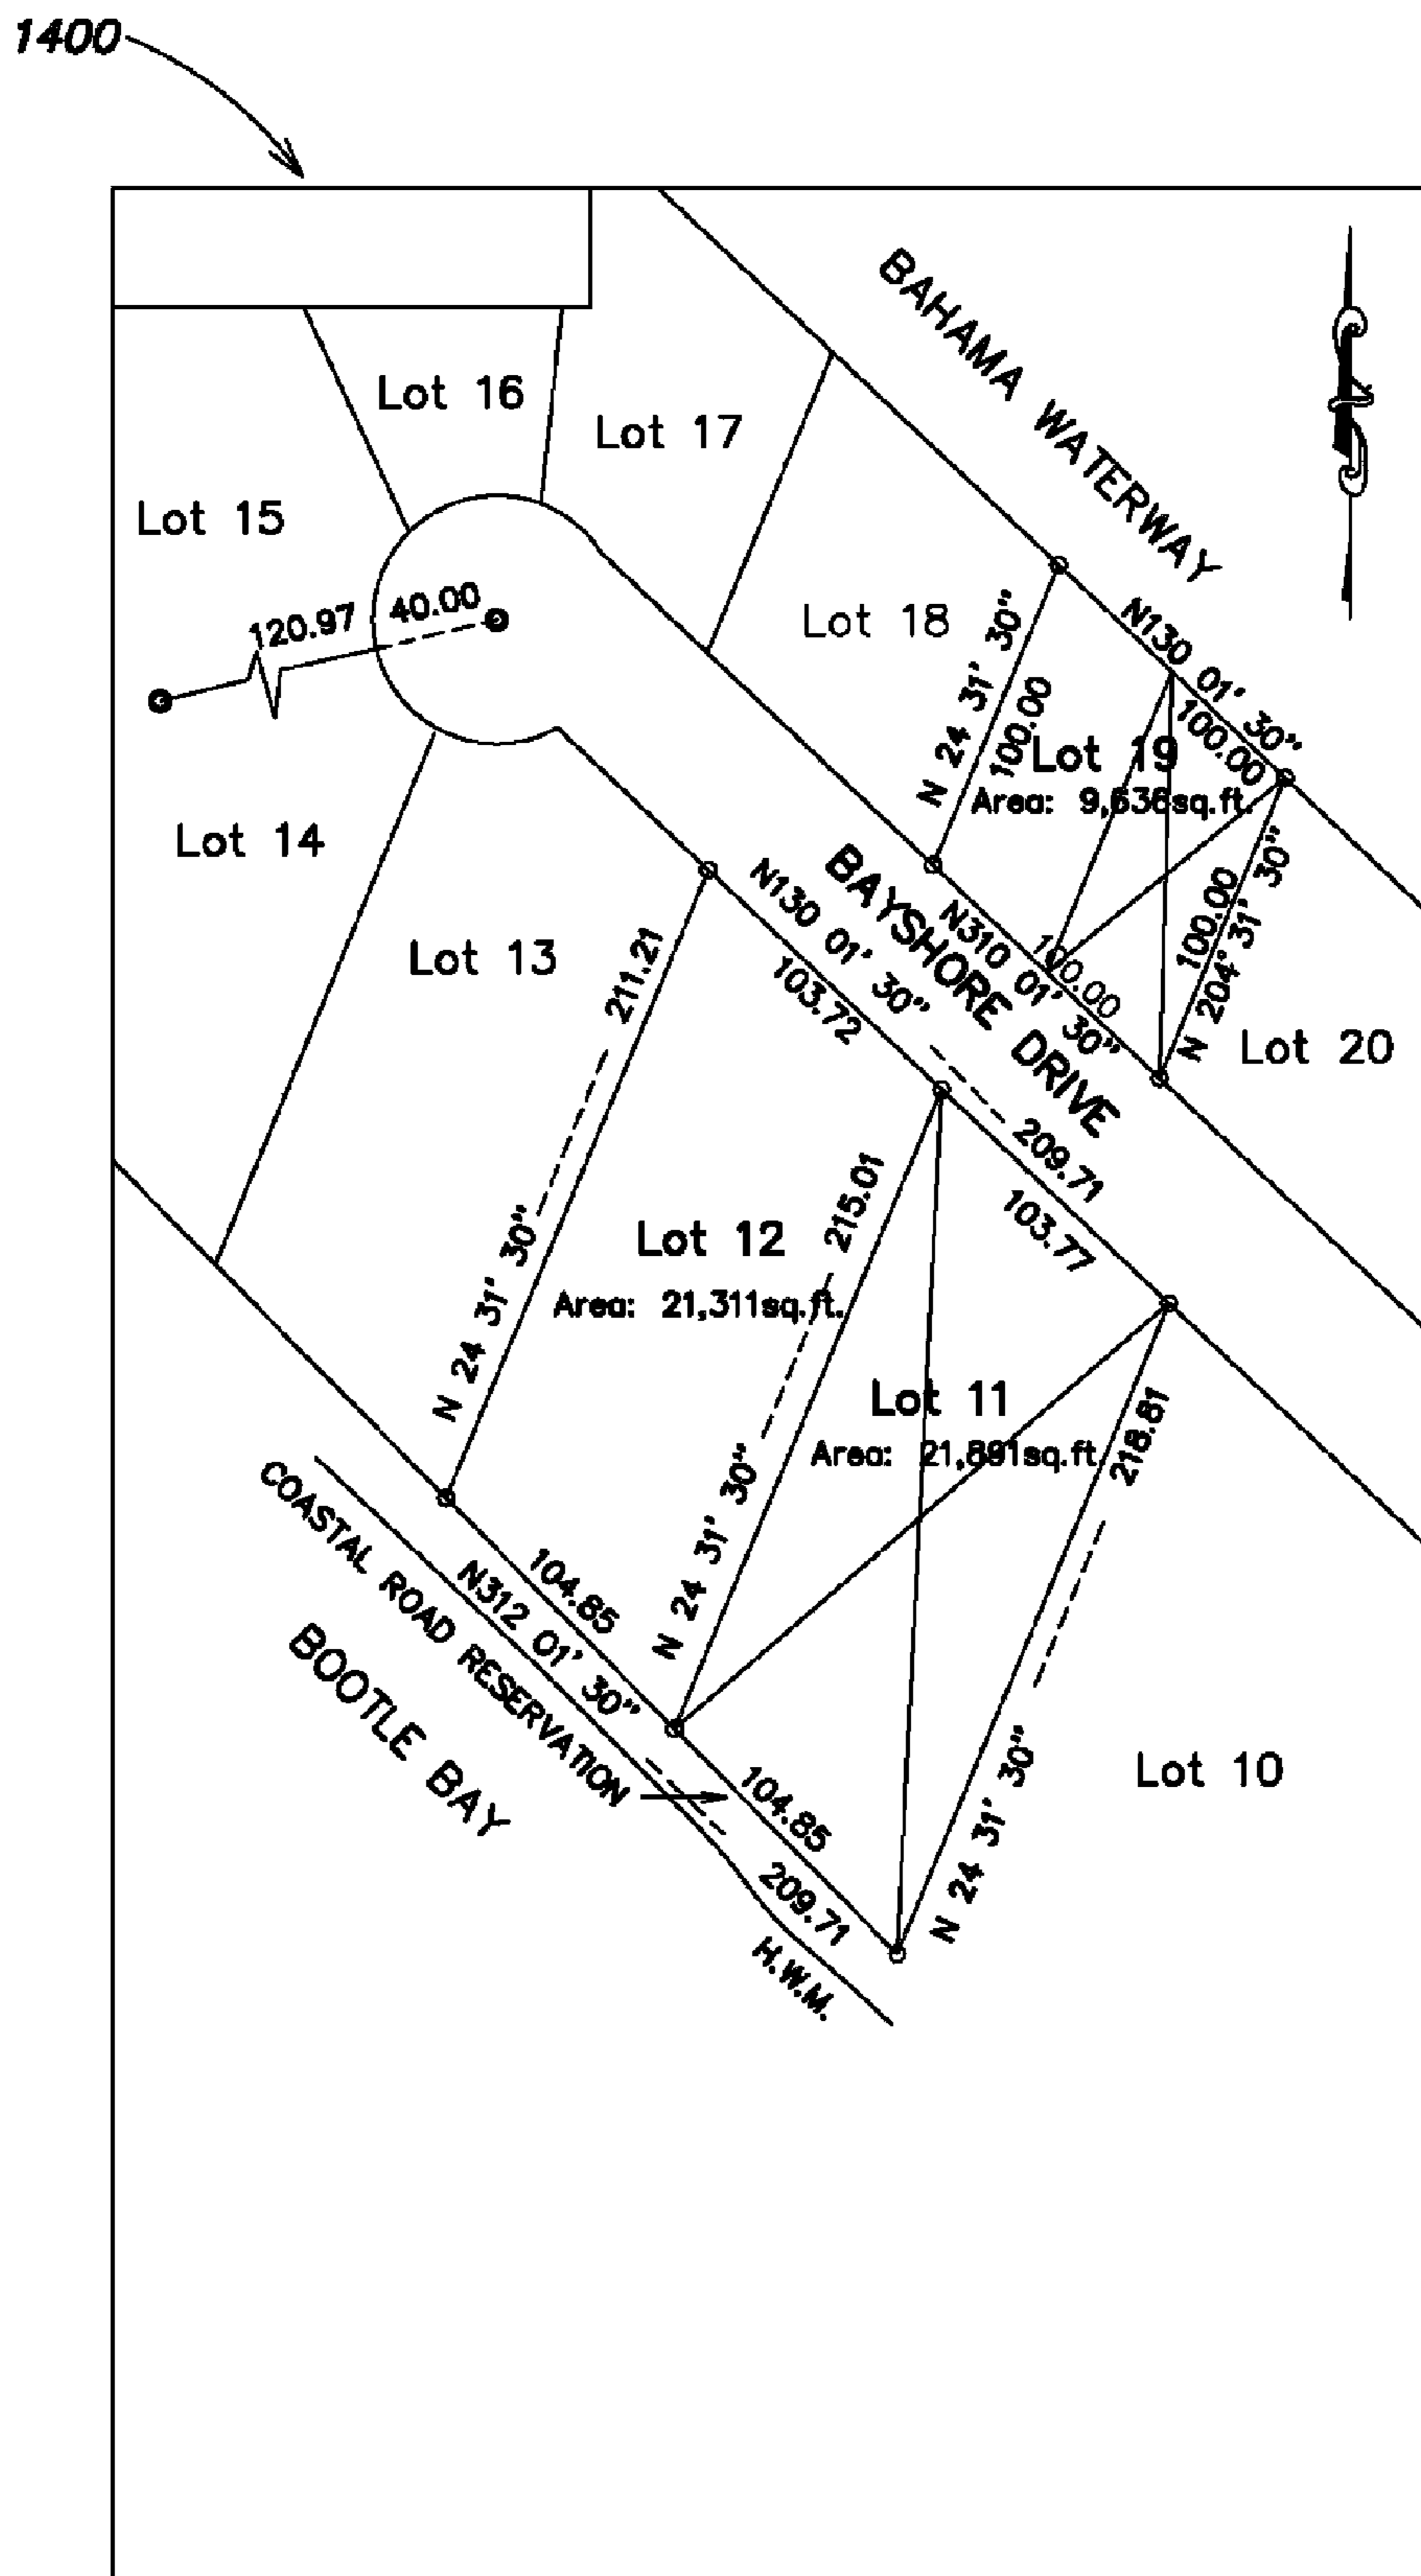 1400
BAHAMA WATERWAY
Lot 16
Lot 17
Lot 15
120.97
40.00
Lot 18
N 24 31' 30"
100.00
N130 01' 30"
100.00
Lot 19
Area: 9,636sq.ft.
Lot 14
BAYSHORE DRIVE
N130 01' 30"
103.72
N310 01' 30"
100.00
100.00
N 204° 31' 30"
Lot 13
211.21
N 24 31' 30"
Lot 20
209.71
103.77
Lot 12
Area: 21,311sq.ft.
215.01
N 24 31' 30"
Lot 11
Area: 21,891sq.ft.
218.81
N 24 31' 30"
COASTAL ROAD RESERVATION
104.85
N312 01' 30"
BOOTLE BAY
Lot 10
104.85
209.71
H.W.M.